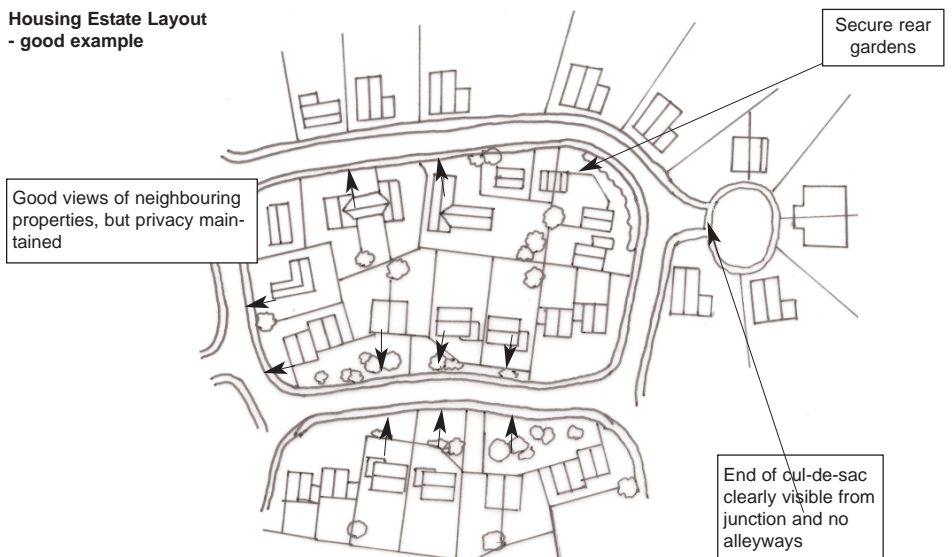 Housing Estate Layout
- good example
Secure rear
gardens
Good views of neighbouring
properties, but privacy main-
tained
End of cul-de-sac
clearly visible from
junction and no
alleyways